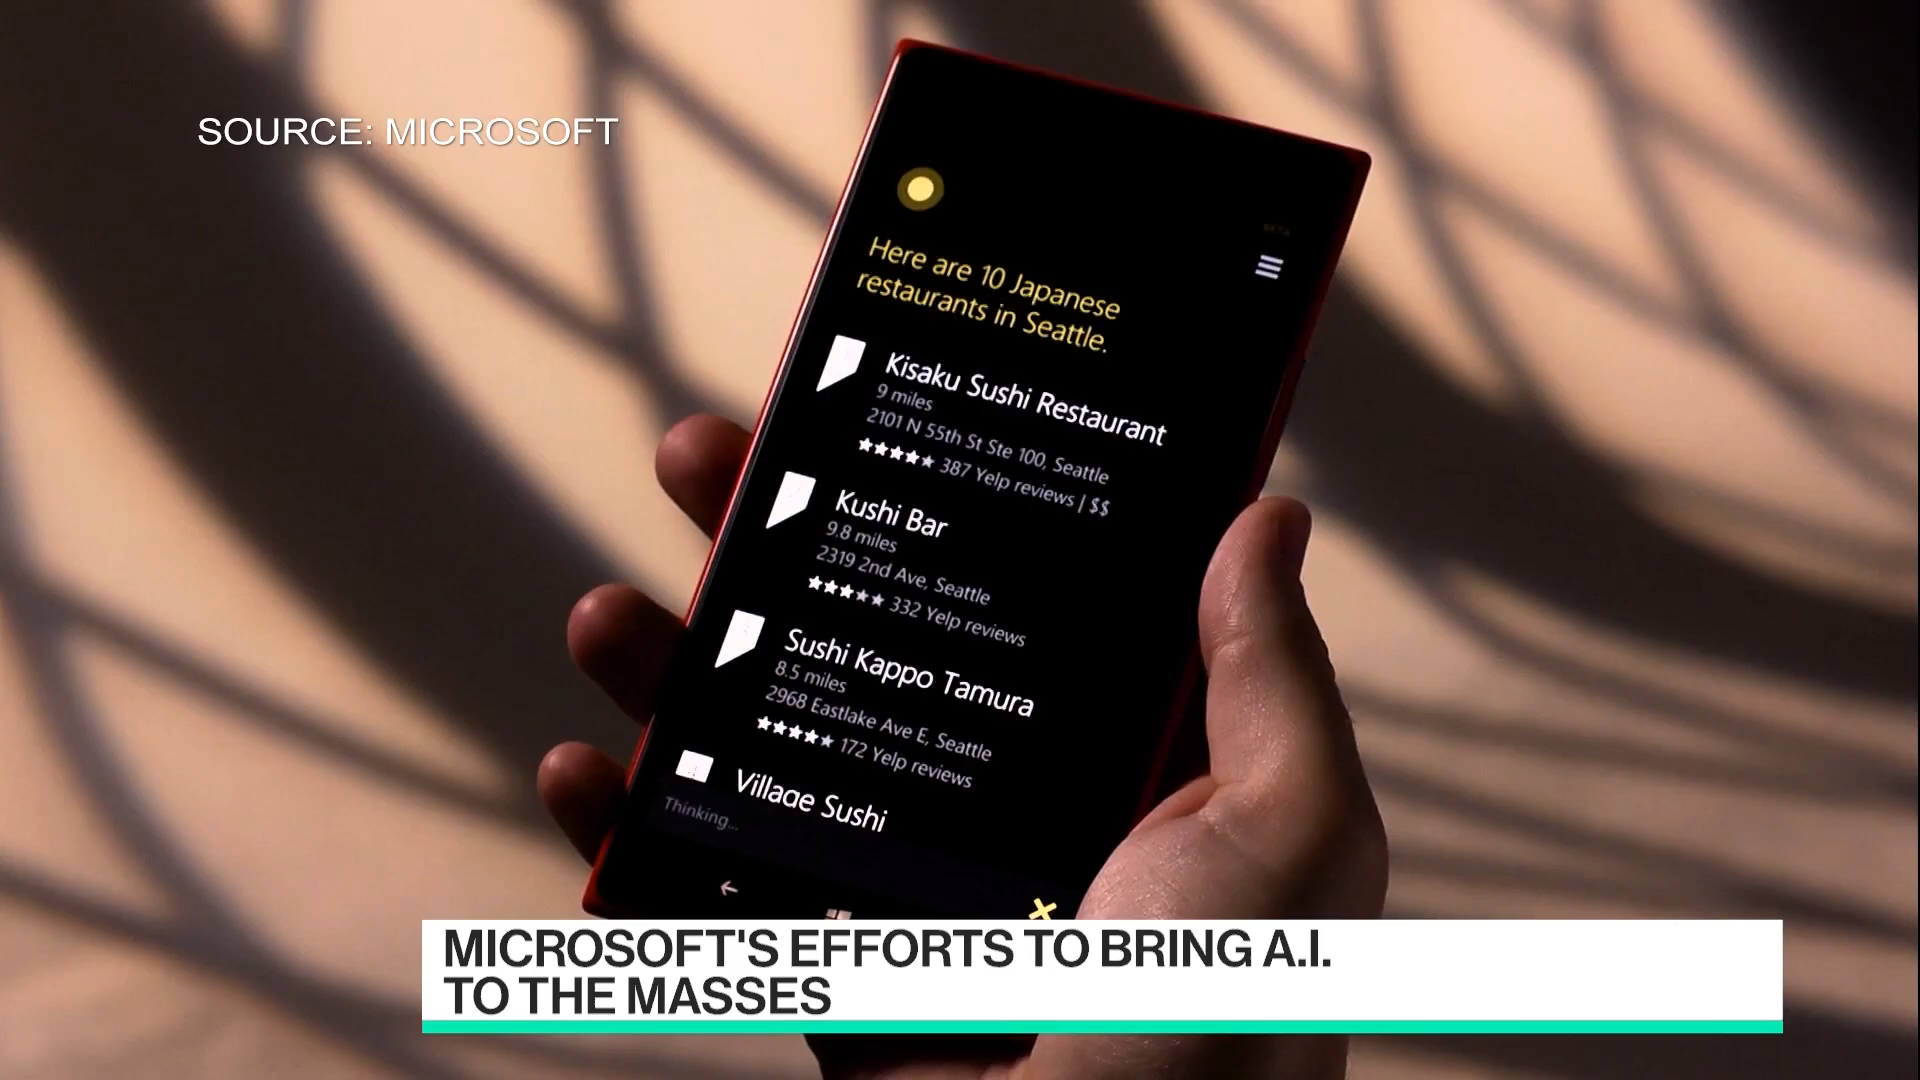 SOURCE: MICROSOFT
Here are 10 Japanese
restaurants in Seattle.
Kisaku Sushi Restaurant
9 miles
2101 N 55th St Ste 100, Seattle
387 Yelp reviews | $$
Kushi Bar
9.8 miles
2319 2nd Ave, Seattle
332 Yelp reviews
Sushi Kappo Tamura
8.5 miles
2968 Eastlake Ave E, Seattle
172 Yelp reviews
Village Sushi
Thinking...
MICROSOFT'S EFFORTS TO BRING A.I.
TO THE MASSES